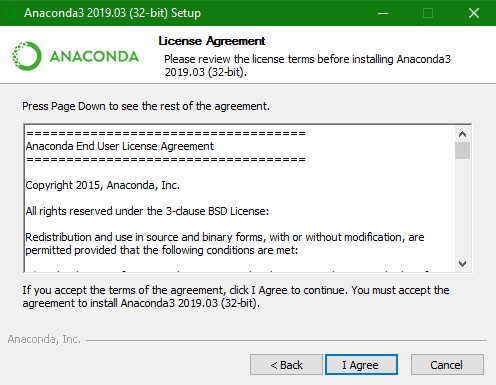 Anaconda3 2019.03 (32-bit) Setup
ANACONDA
License Agreement
Please review the license terms before installing Anaconda3
2019.03 (32-bit).
Press Page Down to see the rest of the agreement.
===================================
Anaconda End User License Agreement
===================================
Copyright 2015, Anaconda, Inc.
All rights reserved under the 3-clause BSD License:
Redistribution and use in source and binary forms, with or without modification, are
permitted provided that the following conditions are met:
If you accept the terms of the agreement, click I Agree to continue. You must accept the
agreement to install Anaconda3 2019.03 (32-bit).
Anaconda, Inc.
< Back
I Agree
Cancel